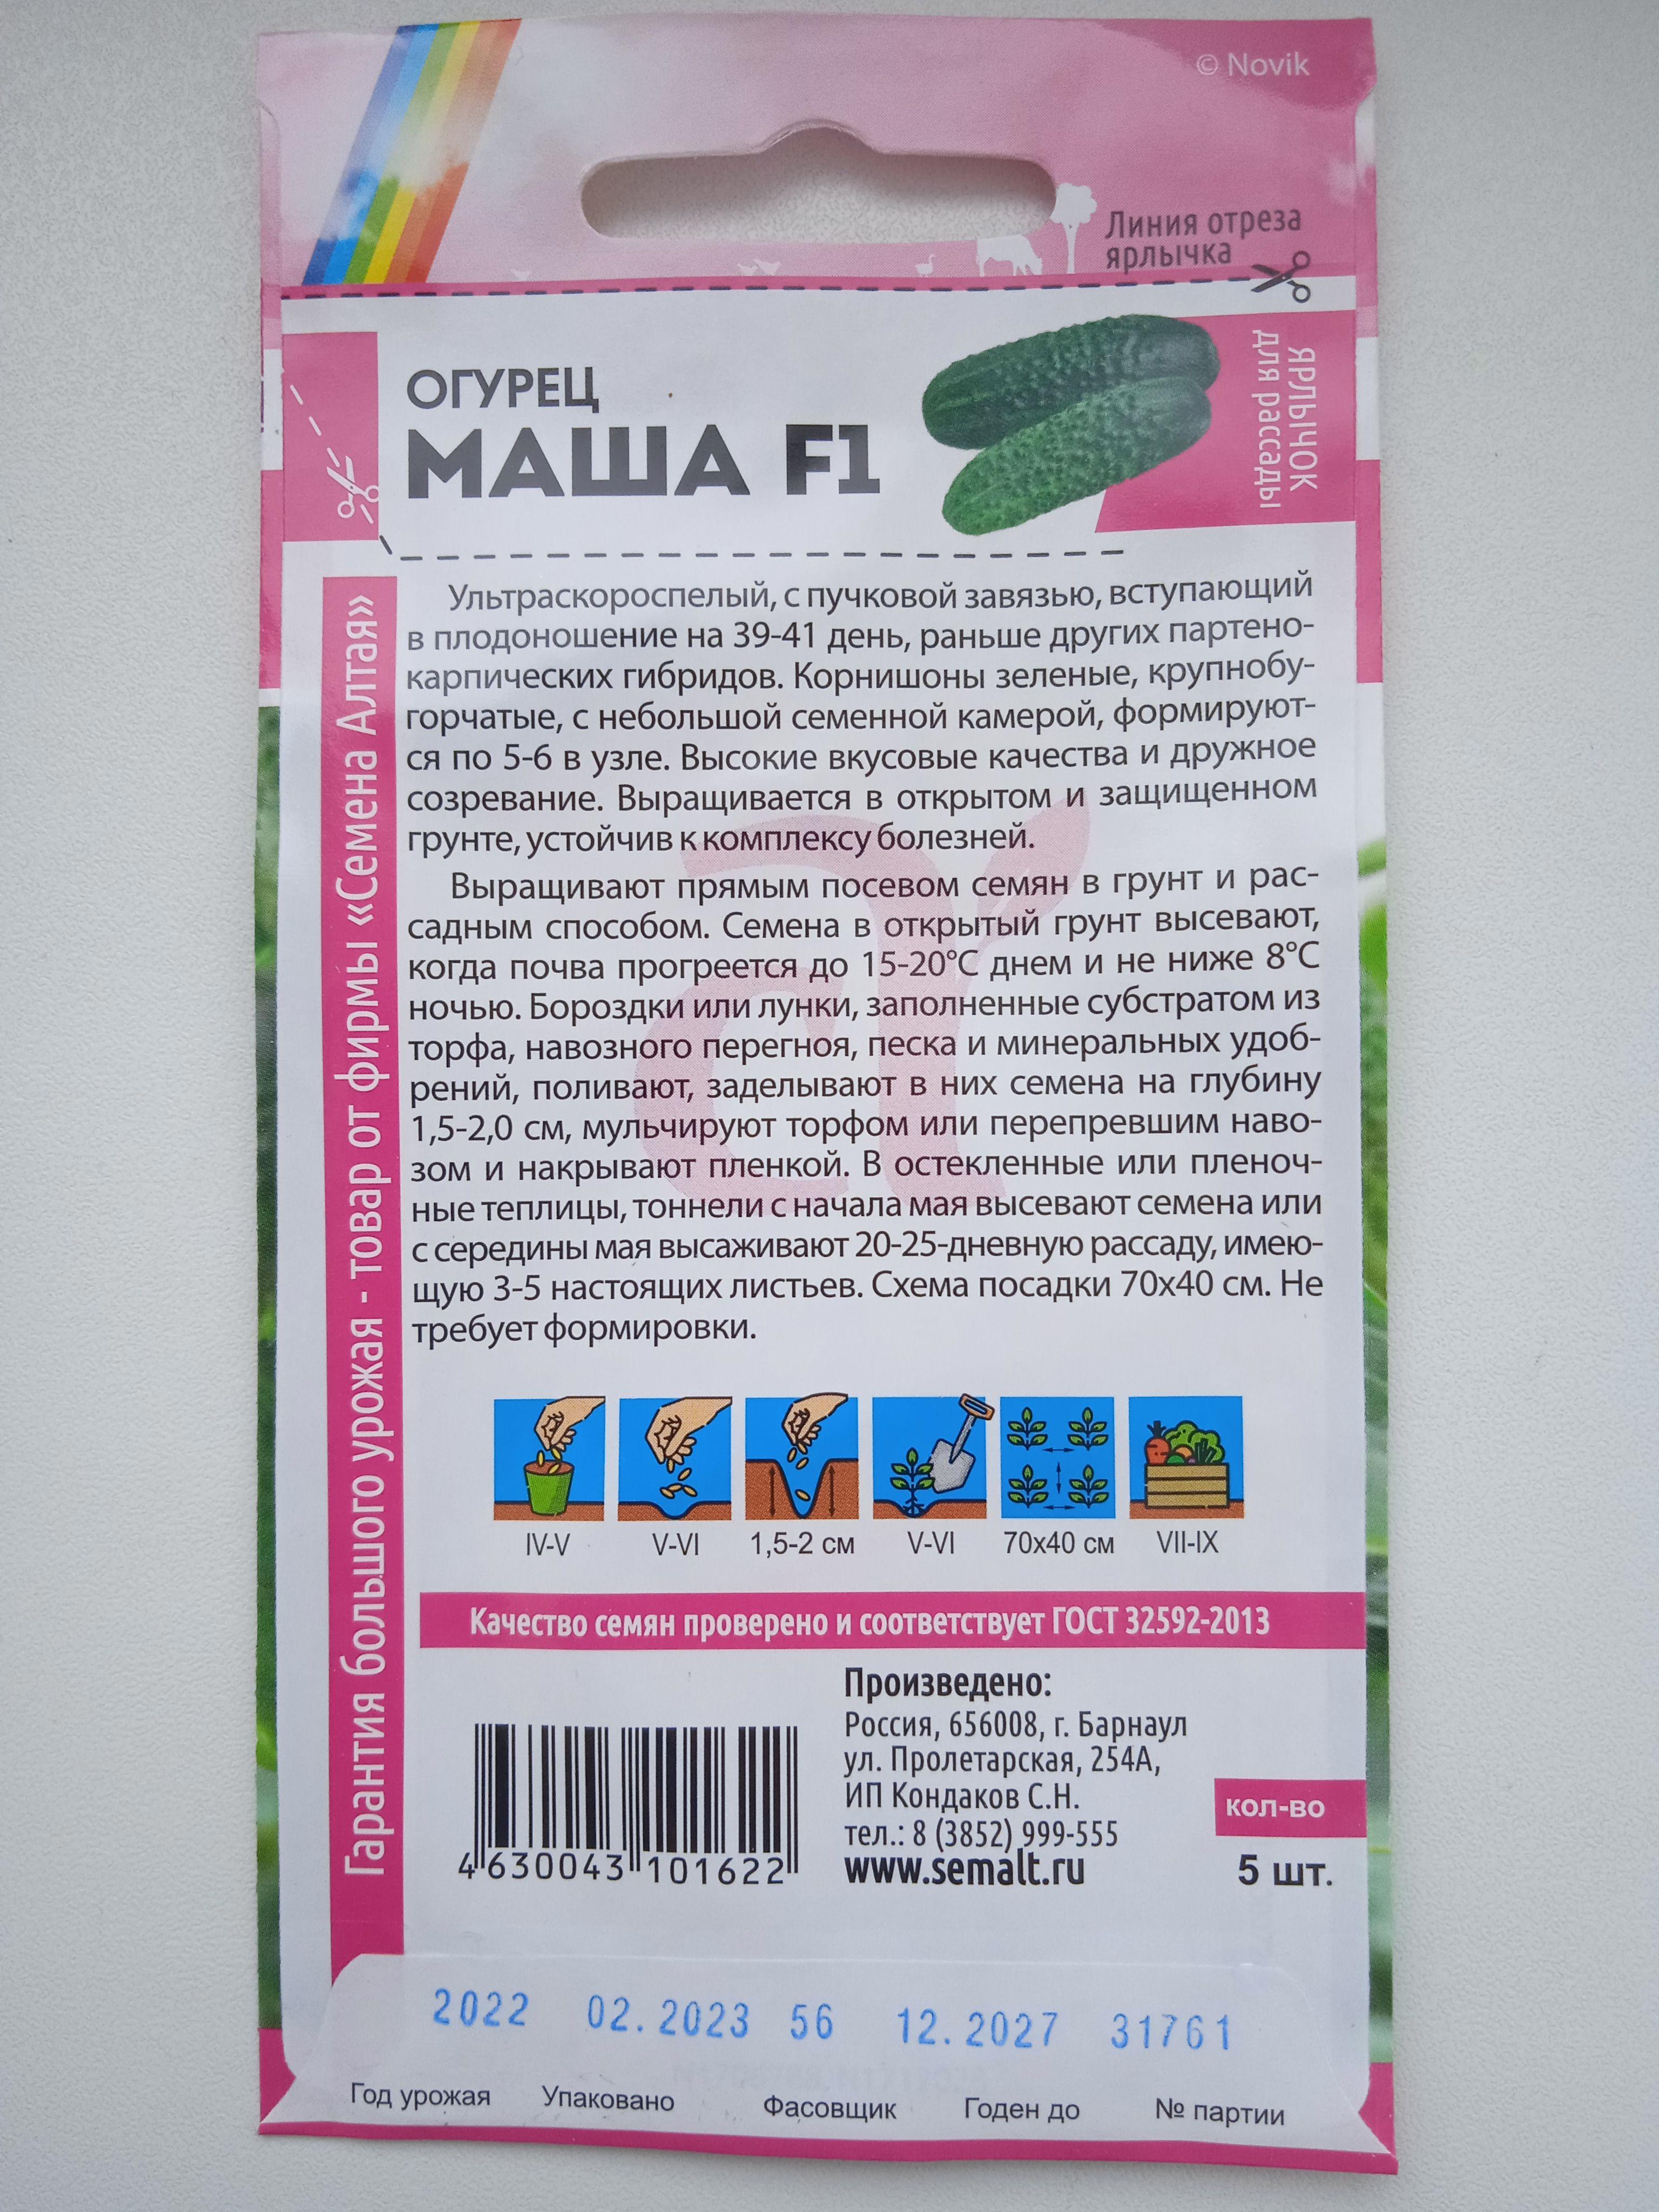 © Novik
Линия отреза
ярлычка
ЯРЛЫЧОК
для рассады
ОГУРЕЦ
МАША F1
Гарантия большого урожая - товар от фирмы «Семена Алтая»
Ультраскороспелый, с пучковой завязью, вступающий
в плодоношение на 39-41 день, раньше других партено-
карпических гибридов. Корнишоны зеленые, крупнобу-
горчатые, с небольшой семенной камерой, формируют-
ся по 5-6 в узле. Высокие вкусовые качества и дружное
созревание. Выращивается в открытом и защищенном
грунте, устойчив к комплексу болезней.
Выращивают прямым посевом семян в грунт и рас-
садным способом. Семена в открытый грунт высевают,
когда почва прогреется до 15-20°С днем и не ниже 8°С
ночью. Бороздки или лунки, заполненные субстратом из
торфа, навозного перегноя, песка и минеральных удоб-
рений, поливают, заделывают в них семена на глубину
1,5-2,0 см, мульчируют торфом или перепревшим наво-
зом и накрывают пленкой. В остекленные или пленоч-
ные теплицы, тоннели с начала мая высевают семена или
с середины мая высаживают 20-25-дневную рассаду, имею-
щую 3-5 настоящих листьев. Схема посадки 70х40 см. Не
требует формировки.
IV-V V-VI 1,5-2 см V-VI 70х40 см VII-IX
Качество семян проверено и соответствует ГОСТ 32592-2013
Произведено:
Россия, 656008, г. Барнаул
ул. Пролетарская, 254А,
ИП Кондаков С.Н.
тел.: 8 (3852) 999-555
www.semalt.ru
4 630043 101622
кол-во
5 шт.
2022 02.2023 56 12.2027 31761
Год урожая Упаковано Фасовщик Годен до № партии